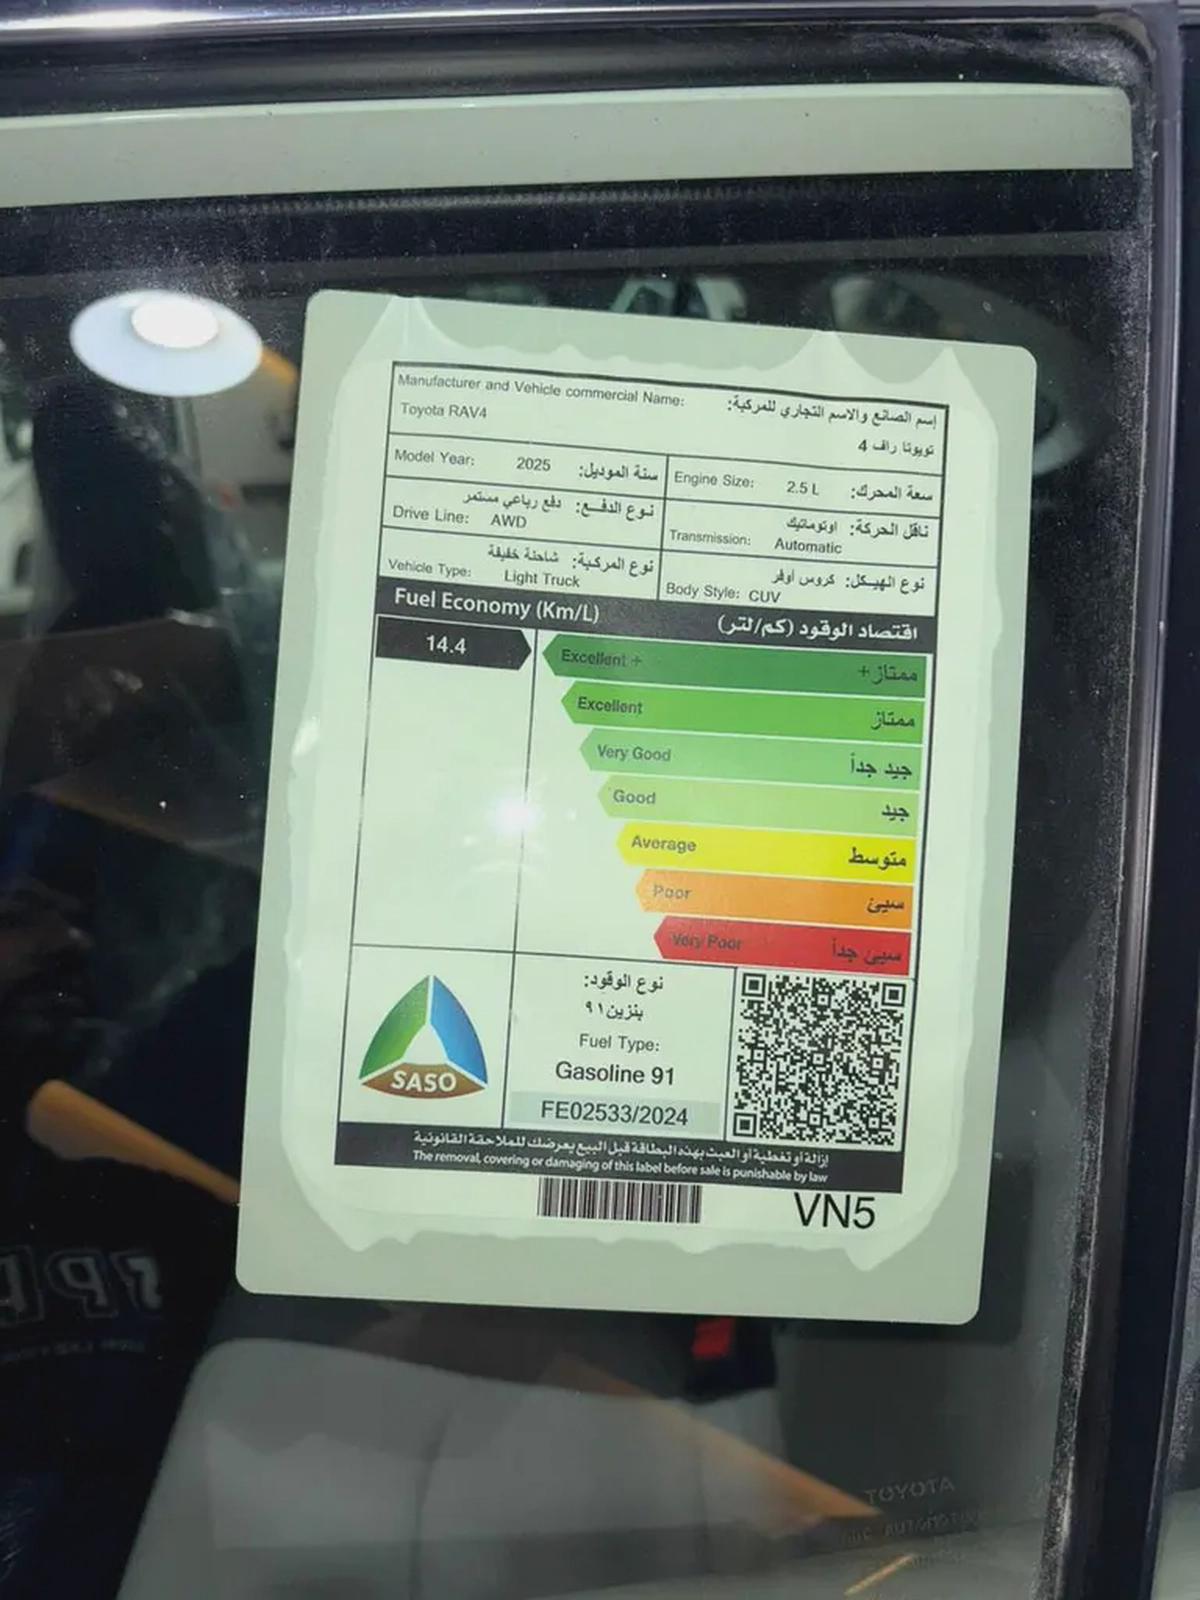 Manufacturer and Vehicle commercial Name: إسم الصانع والاسم التجاري للمركبة:
Toyota RAV4 تويوتا راف 4
Model Year: 2025 سنة الموديل:
Engine Size: 2.5 L سعة المحرك:
نوع الدفع: دفع رباعي مستمر
Drive Line: AWD
ناقل الحركة: اوتوماتيك
Transmission: Automatic
نوع المركبة: شاحنة خفيفة
Vehicle Type: Light Truck
نوع الهيكل: كروس أوفر
Body Style: CUV
Fuel Economy (Km/L) اقتصاد الوقود (كم/لتر)
14.4
Excellent + ممتاز+
Excellent ممتاز
Very Good جيد جداً
Good جيد
Average متوسط
Poor سيئ
Very Poor سيئ جداً
SASO
نوع الوقود:
بنزين٩١
Fuel Type:
Gasoline 91
FE02533/2024
إزالة أو تغطية أو العبث بهذه البطاقة قبل البيع يعرضك للملاحقة القانونية
The removal, covering or damaging of this label before sale is punishable by law
VN5
TOYOTA